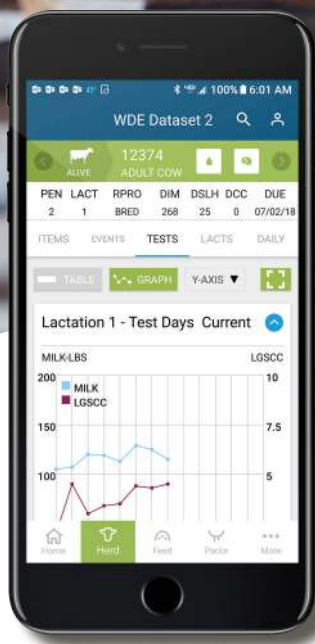 41° 100% 6:01 AM
WDE Dataset 2
12374
ALIVE ADULT COW
PEN LACT RPRO DIM DSLH DCC DUE
2 1 BRED 268 25 0 07/02/18
ITEMS EVENTS TESTS LACTS DAILY
TABLE GRAPH Y-AXIS ▼
Lactation 1 - Test Days Current
MILK-LBS LGSCC
200 10
MILK
LGSCC
150 7.5
100 5
Home Herd Feed Parlor More